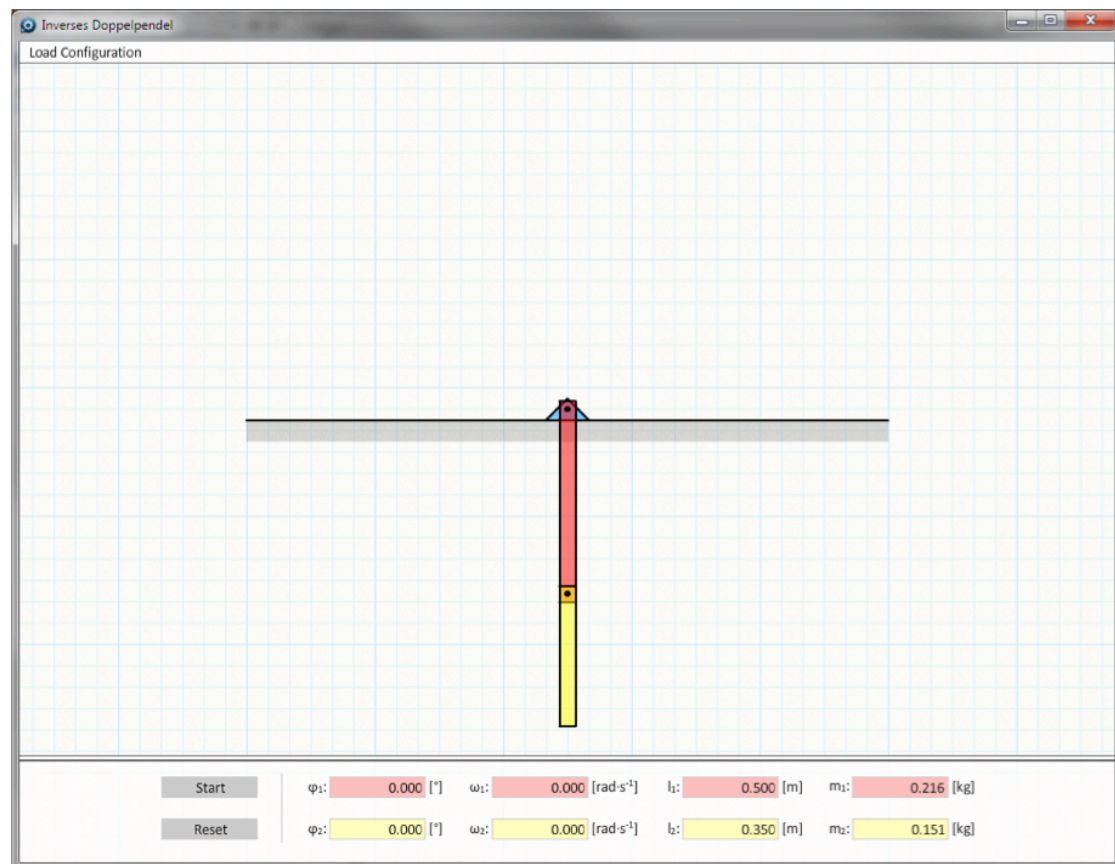 Inverses Doppelpendel
Load Configuration
Start φ₁: 0.000 [°] ω₁: 0.000 [rad·s⁻¹] l₁: 0.500 [m] m₁: 0.216 [kg]
Reset φ₂: 0.000 [°] ω₂: 0.000 [rad·s⁻¹] l₂: 0.350 [m] m₂: 0.151 [kg]